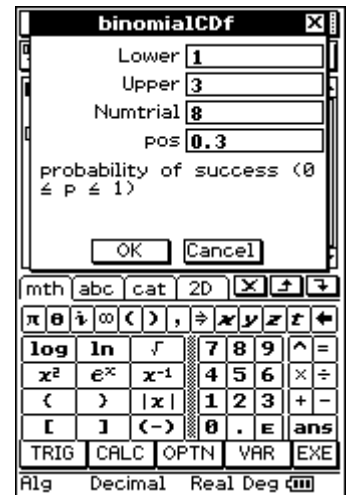 binomialCDf X
Lower 1
Upper 3
Numtrial 8
pos 0.3
probability of success (0
≤ p ≤ 1)
OK Cancel
mth abc cat 2D
π θ i ∞ ( ) , ⇒ x y z t ←
log ln √ 7 8 9 ^ =
x² eˣ x⁻¹ 4 5 6 × ÷
( ) |x| 1 2 3 + −
[ ] (-) 0 . E ans
TRIG CALC OPTN VAR EXE
Alg Decimal Real Deg